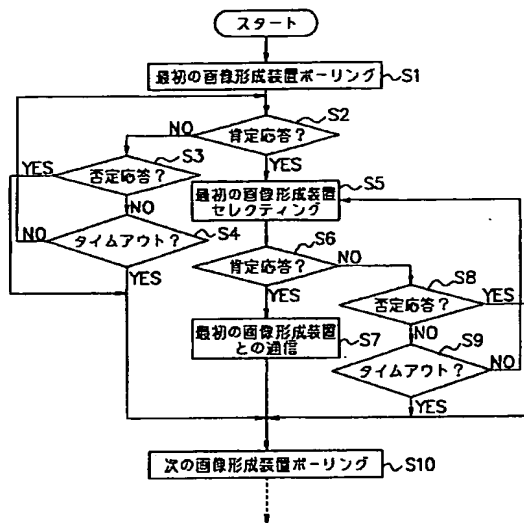 スタート
最初の画像形成装置ポーリング S1
S2
NO 肯定応答？
YES
S3
YES 否定応答？
NO
最初の画像形成装置
セレクティング S5
S4
NO タイムアウト？
YES
S6
肯定応答？ NO
YES
S8
否定応答？ YES
NO
最初の画像形成装置
との通信 S7
S9
タイムアウト？ NO
YES
次の画像形成装置ポーリング S10